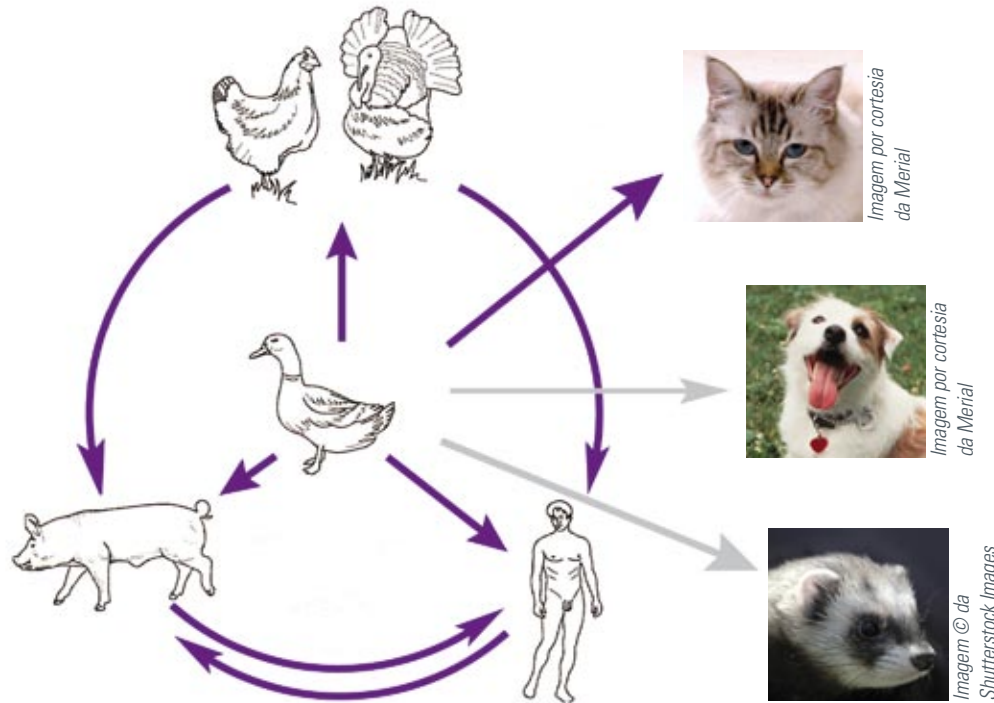 Imagem por cortesia
da Merial
Imagem por cortesia
da Merial
Imagem © da
Shutterstock Images